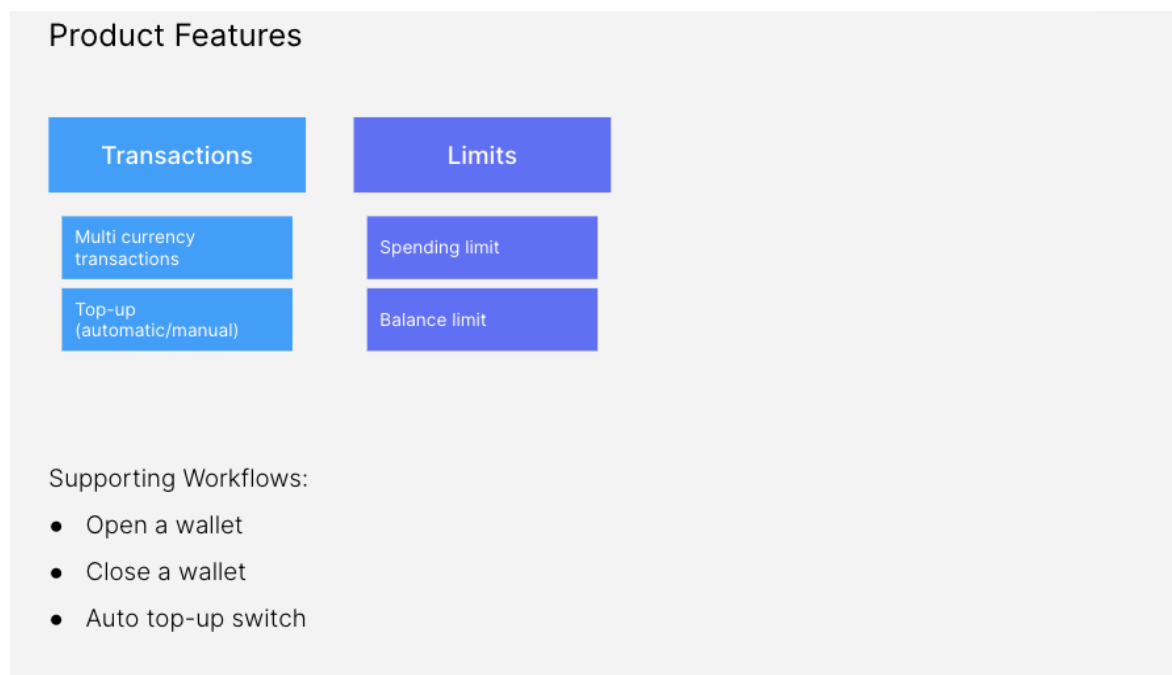 Product Features
Transactions
Multi currency
transactions
Top-up
(automatic/manual)
Limits
Spending limit
Balance limit
Supporting Workflows:
● Open a wallet
● Close a wallet
● Auto top-up switch